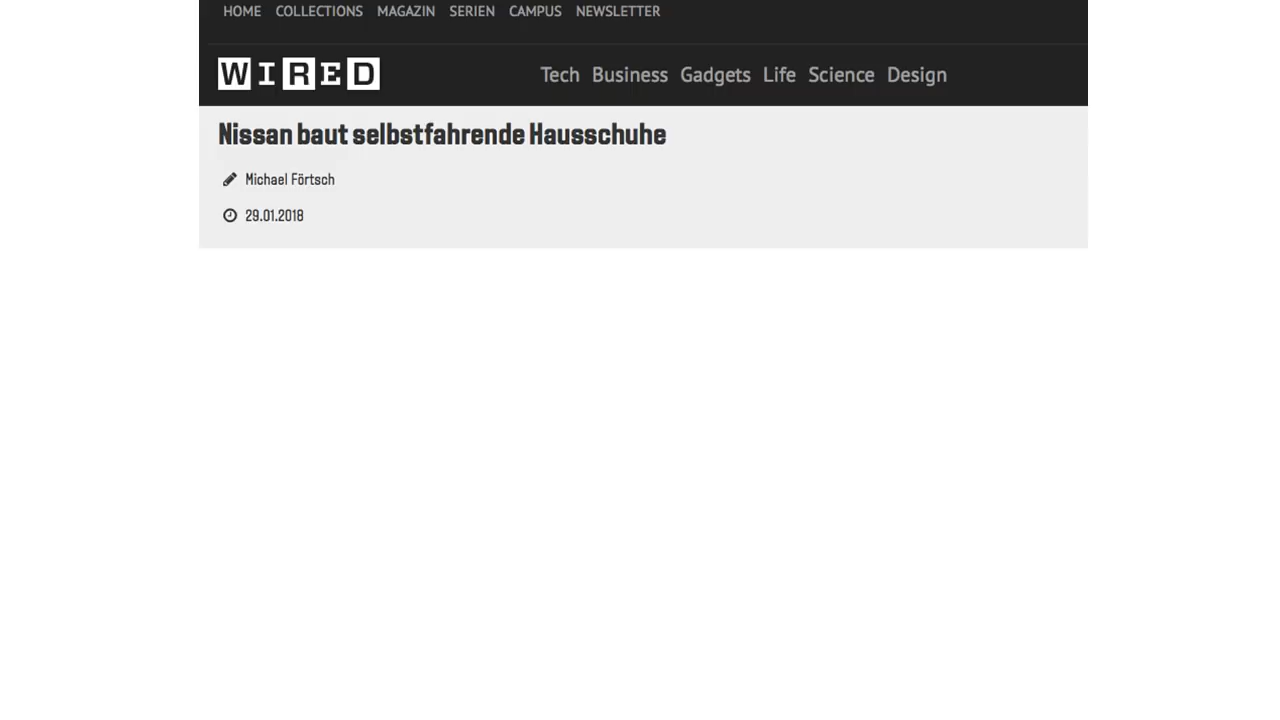 HOME COLLECTIONS MAGAZIN SERIEN CAMPUS NEWSLETTER
WIRED Tech Business Gadgets Life Science Design
Nissan baut selbstfahrende Hausschuhe
Michael Förtsch
29.01.2018